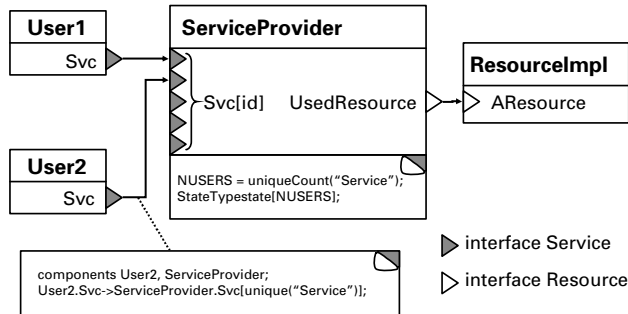 User1
Svc
ServiceProvider
Svc[id]
UsedResource
ResourceImpl
AResource
User2
Svc
NUSERS = uniqueCount(“Service”);
StateTypestate[NUSERS];
components User2, ServiceProvider;
User2.Svc->ServiceProvider.Svc[unique(“Service”)];
interface Service
interface Resource